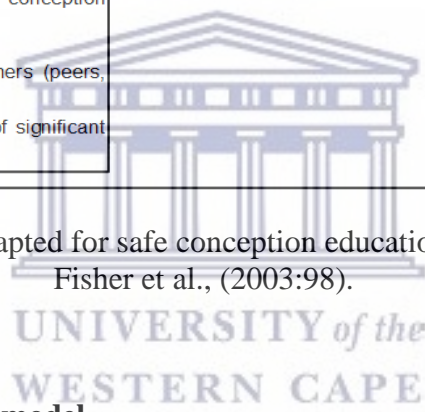 conception
ners (peers,
of significant
apted for safe conception educatio
Fisher et al., (2003:98).
UNIVERSITY of the
WESTERN CAPE
model